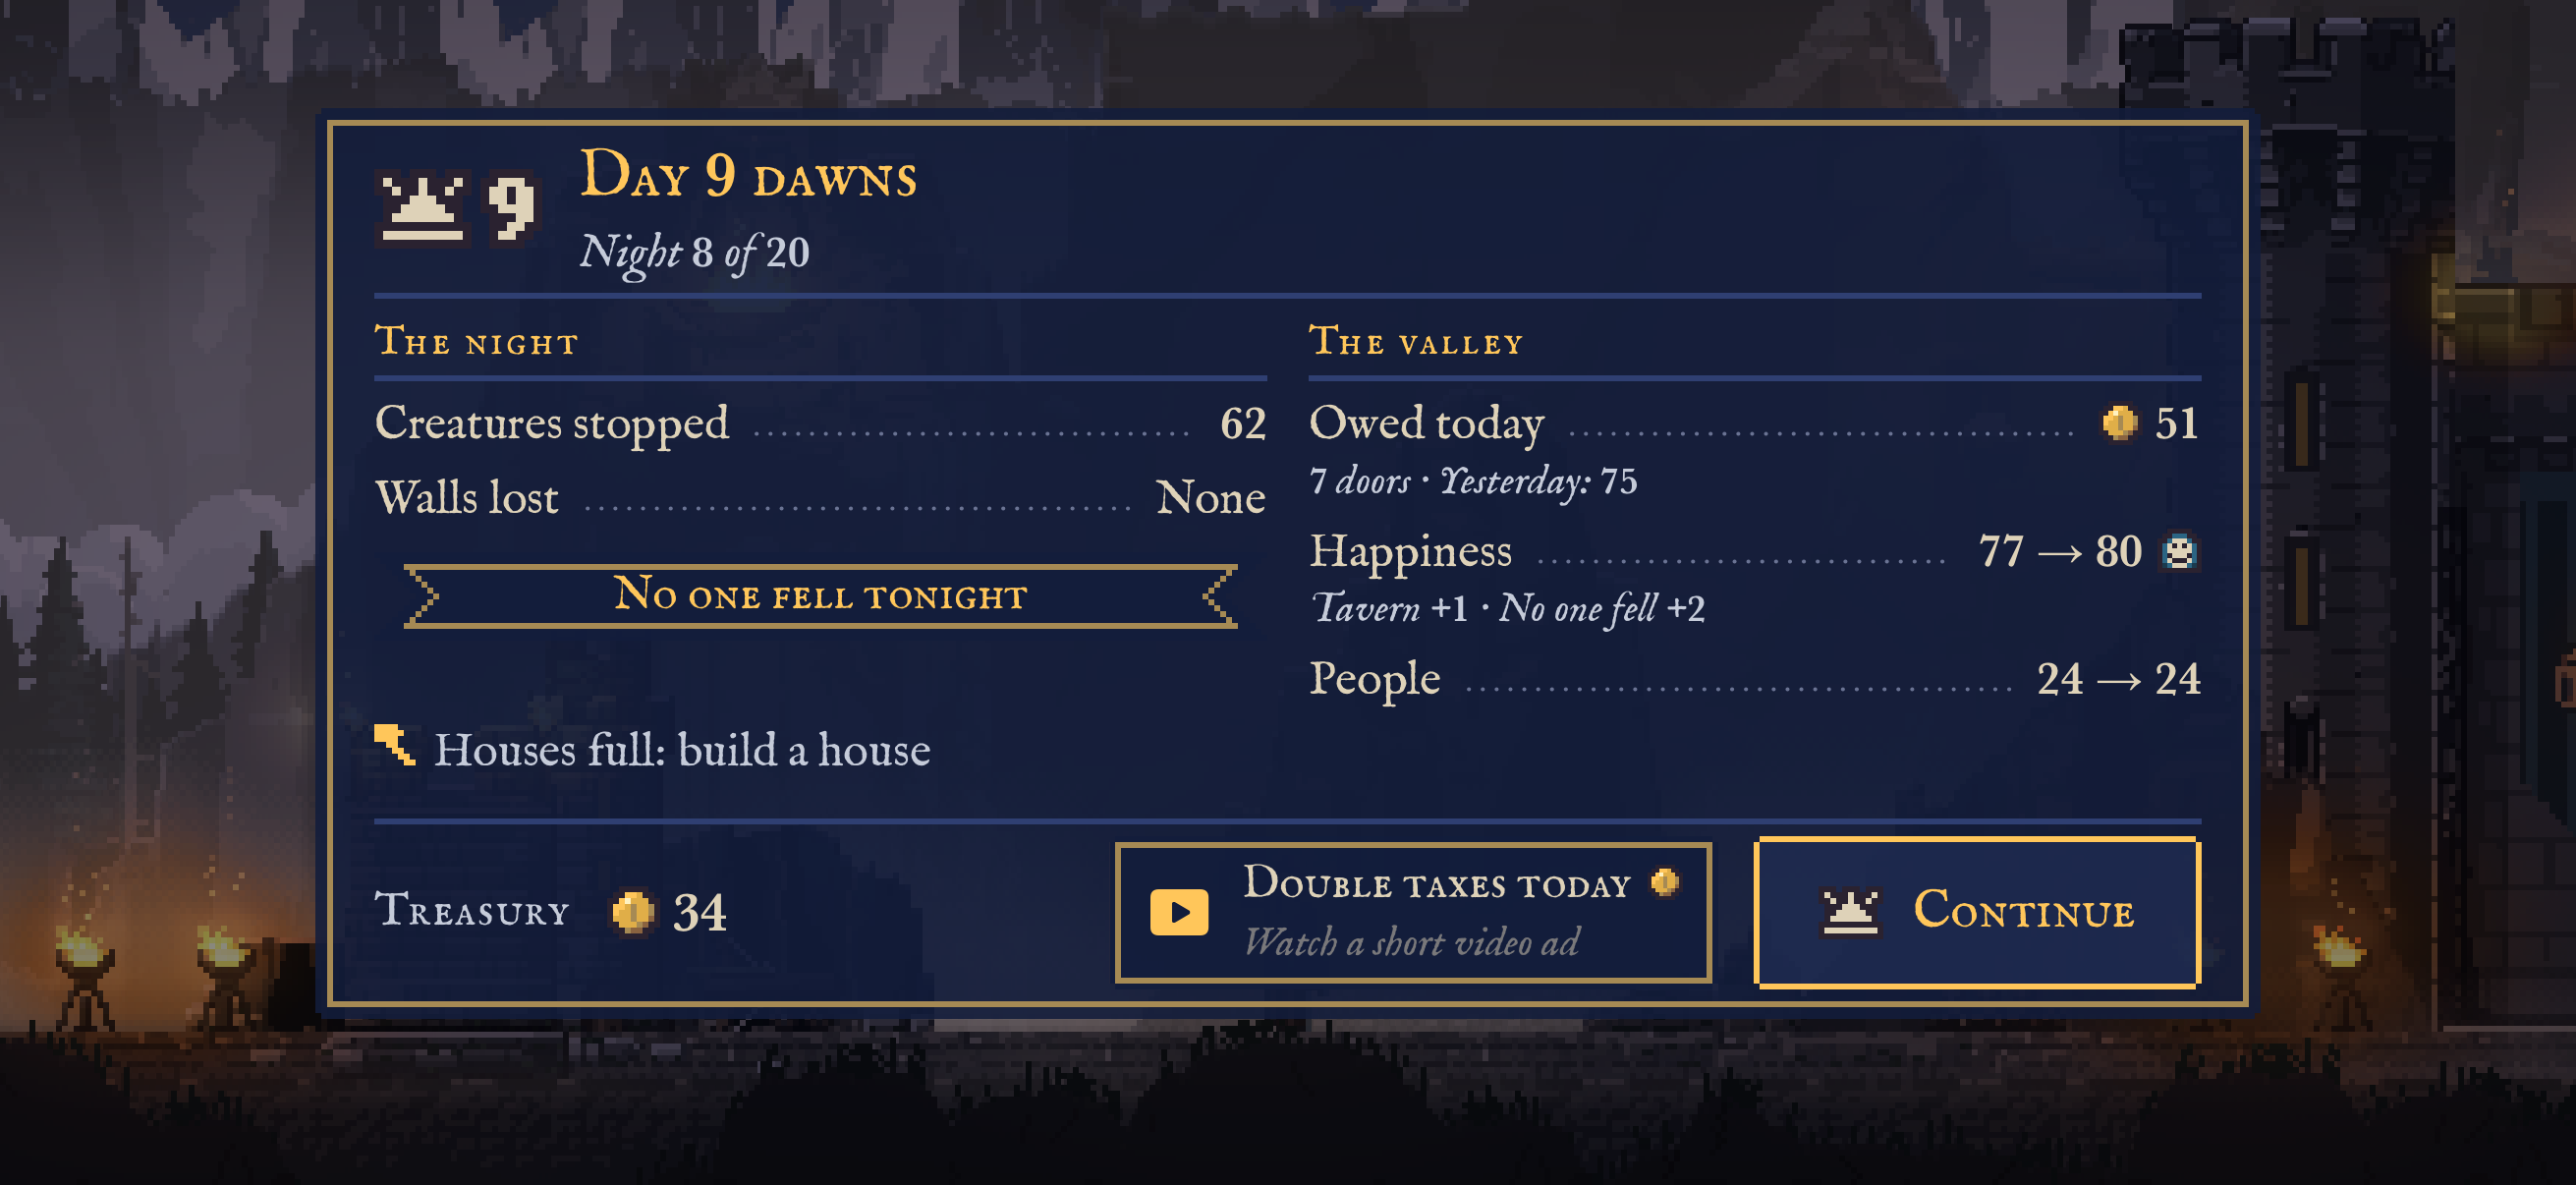 9
Day 9 dawns
Night 8 of 20
The night
Creatures stopped 62
Walls lost None
No one fell tonight
Houses full: build a house
The valley
Owed today 51
7 doors · Yesterday: 75
Happiness 77 → 80
Tavern +1 · No one fell +2
People 24 → 24
Treasury 34
Double taxes today
Watch a short video ad
Continue